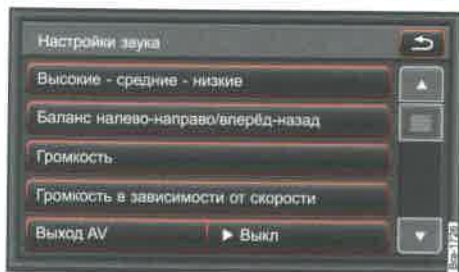 Настройки звука
Высокие - средние - низкие
Баланс налево-направо/вперёд-назад
Громкость
Громкость в зависимости от скорости
Выход AV ▶ Выкл